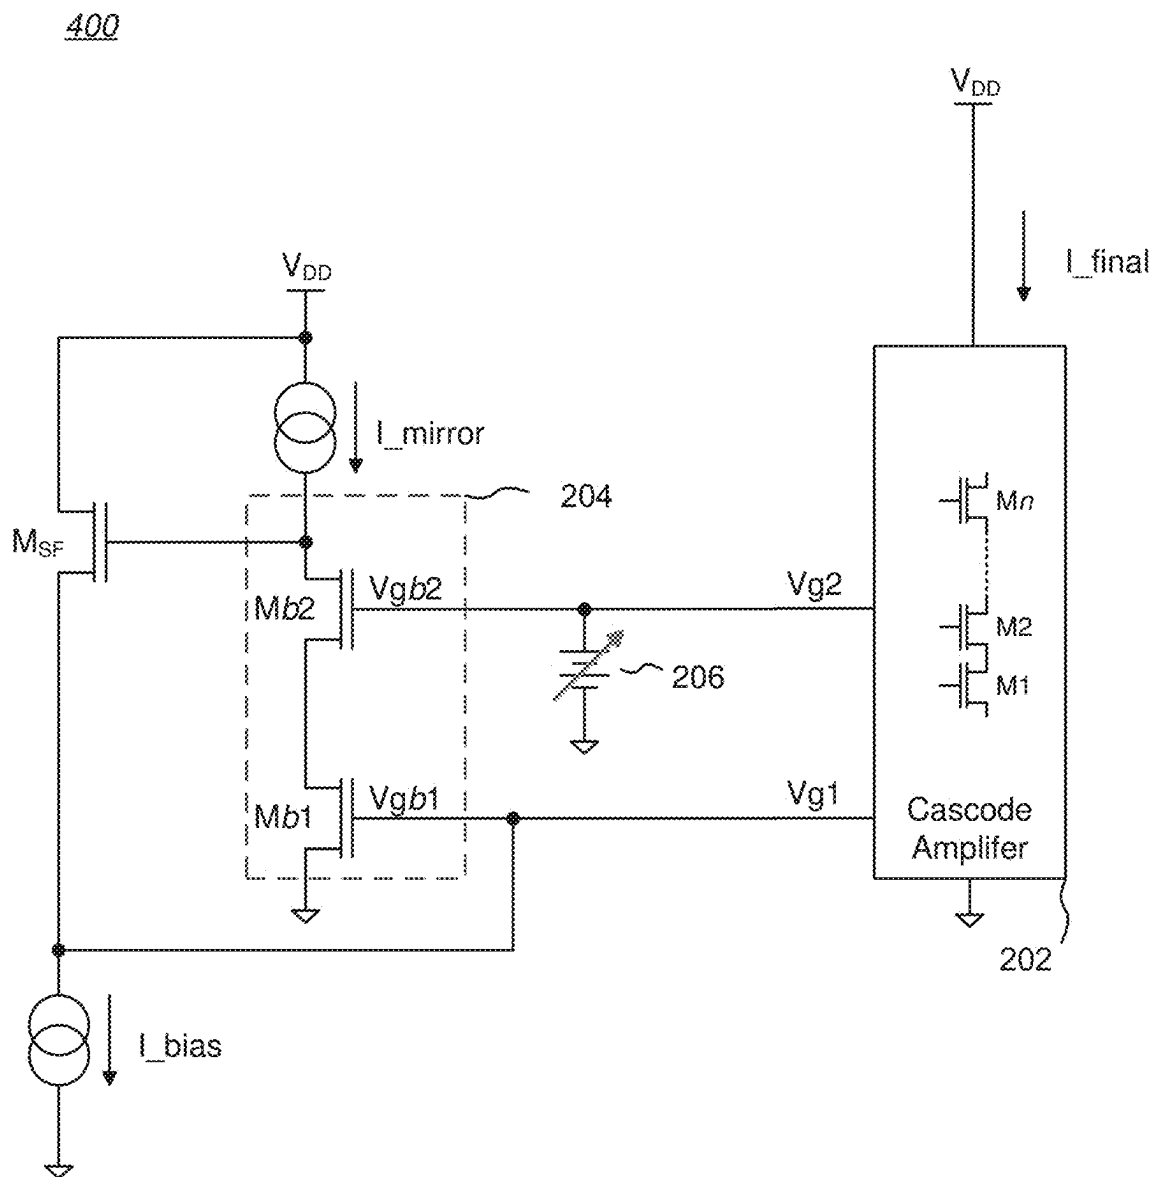 400
VDD
I_final
VDD
I_mirror
204
MSF
Mb2
Vgb2
Vg2
206
Mn
M2
M1
Mb1
Vgb1
Vg1
Cascode
Amplifer
202
I_bias